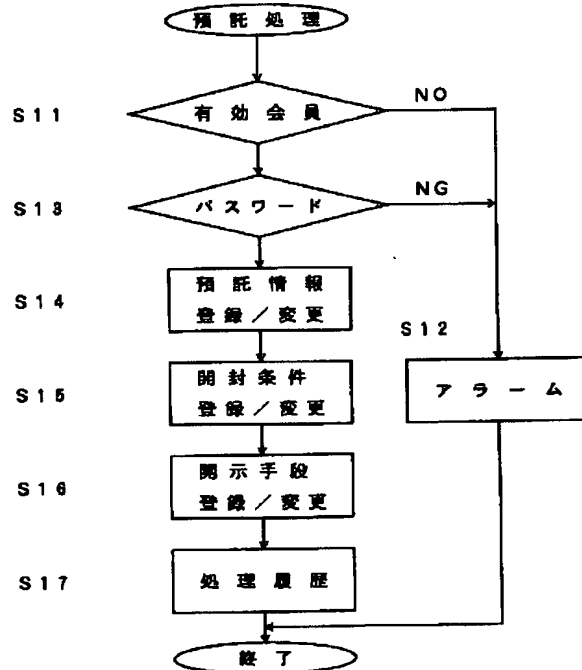 預託処理
S11
有効会員
NO
S13
パスワード
NG
S14
預託情報
登録／変更
S12
アラーム
S15
開封条件
登録／変更
S16
開示手段
登録／変更
S17
処理履歴
終了